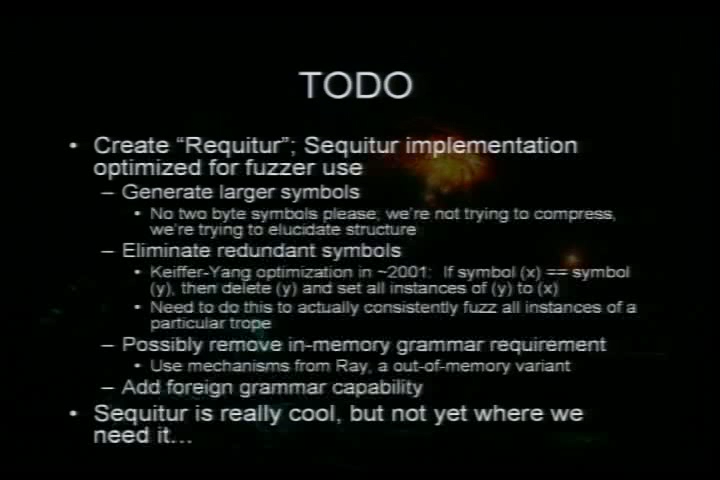 TODO
• Create “Requitur”; Sequitur implementation
optimized for fuzzer use
– Generate larger symbols
• No two byte symbols please; we're not trying to compress,
we're trying to elucidate structure
– Eliminate redundant symbols
• Keiffer-Yang optimization in ~2001: If symbol (x) == symbol
(y), then delete (y) and set all instances of (y) to (x)
• Need to do this to actually consistently fuzz all instances of a
particular trope
– Possibly remove in-memory grammar requirement
• Use mechanisms from Ray, a out-of-memory variant
– Add foreign grammar capability
• Sequitur is really cool, but not yet where we
need it...